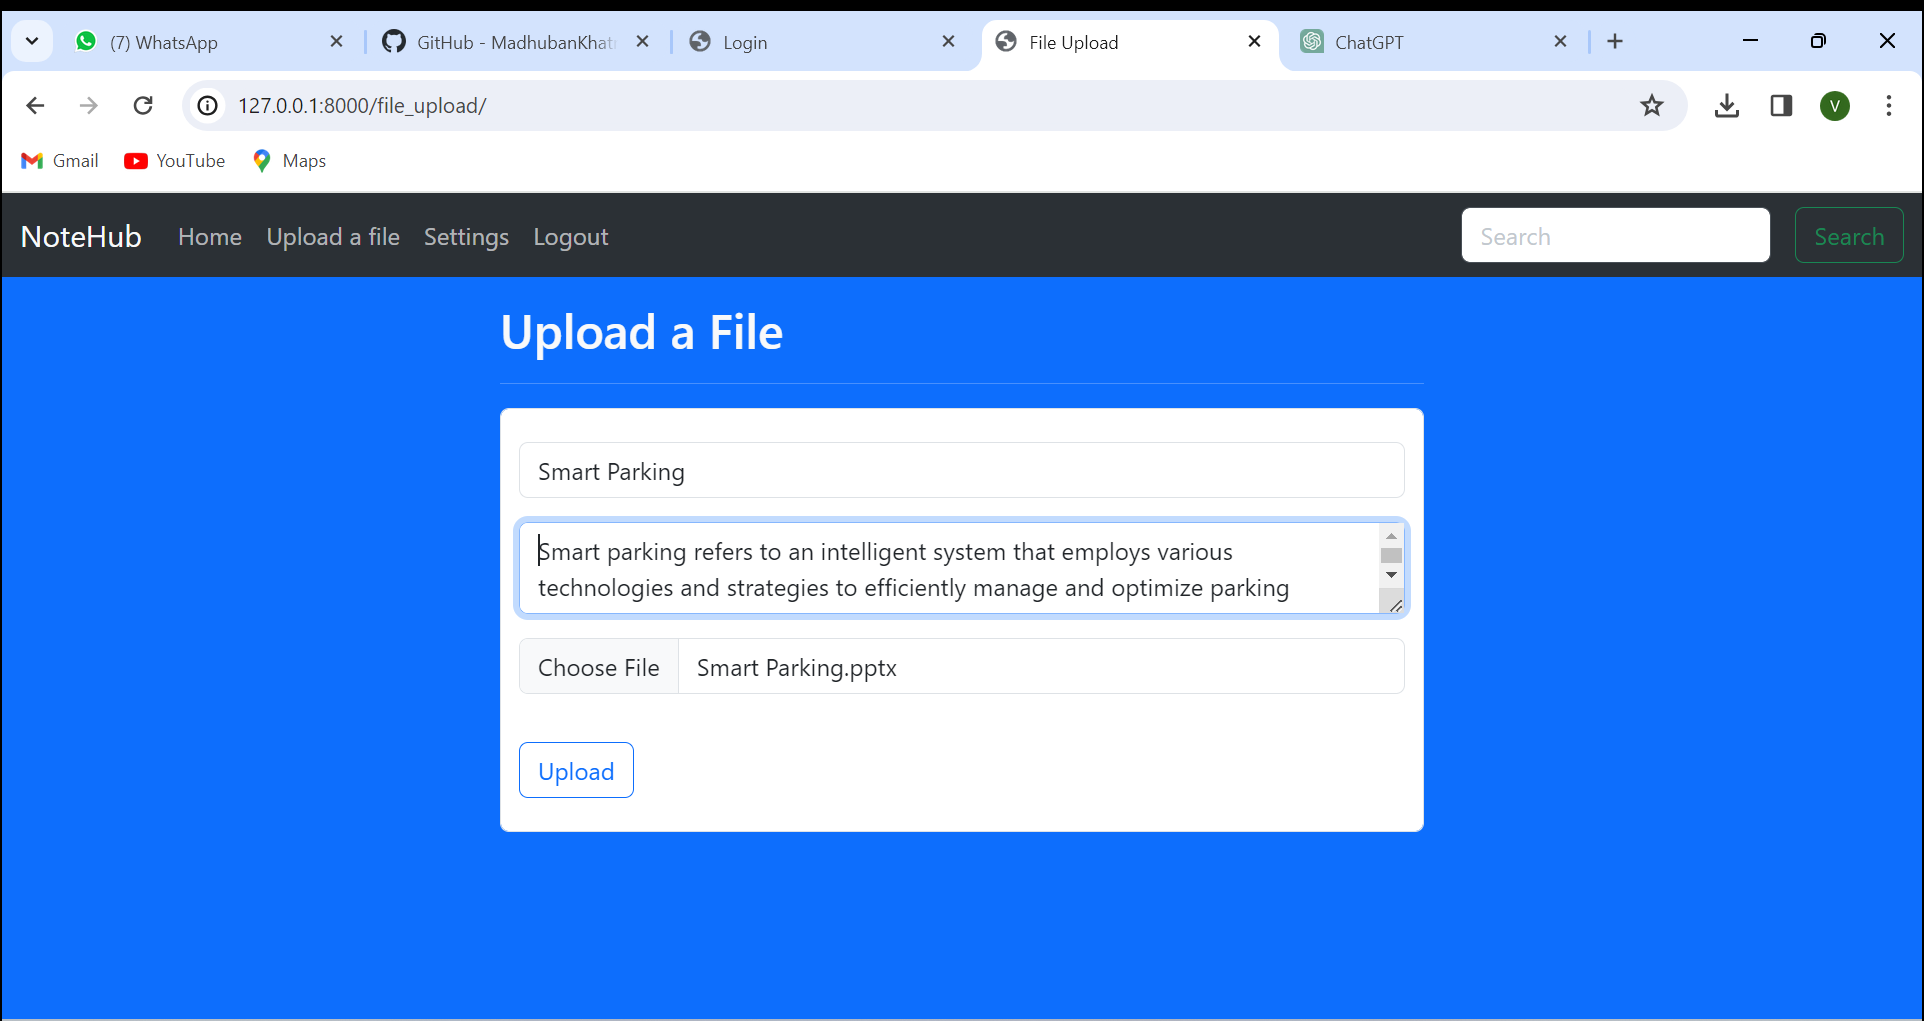 (7) WhatsApp
GitHub - MadhubanKhat
Login
File Upload
ChatGPT
127.0.0.1:8000/file_upload/
V
Gmail
YouTube
Maps
NoteHub Home Upload a file Settings Logout
Search
Search
Upload a File
Smart Parking
Smart parking refers to an intelligent system that employs various
technologies and strategies to efficiently manage and optimize parking
Choose File Smart Parking.pptx
Upload